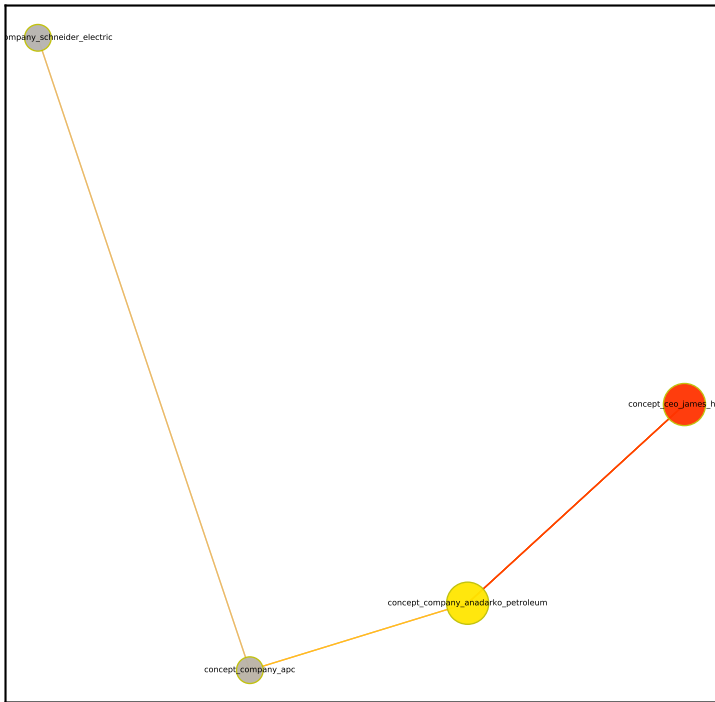 ompany_schneider_electric
concept_ceo_james_h
concept_company_anadarko_petroleum
concept_company_apc